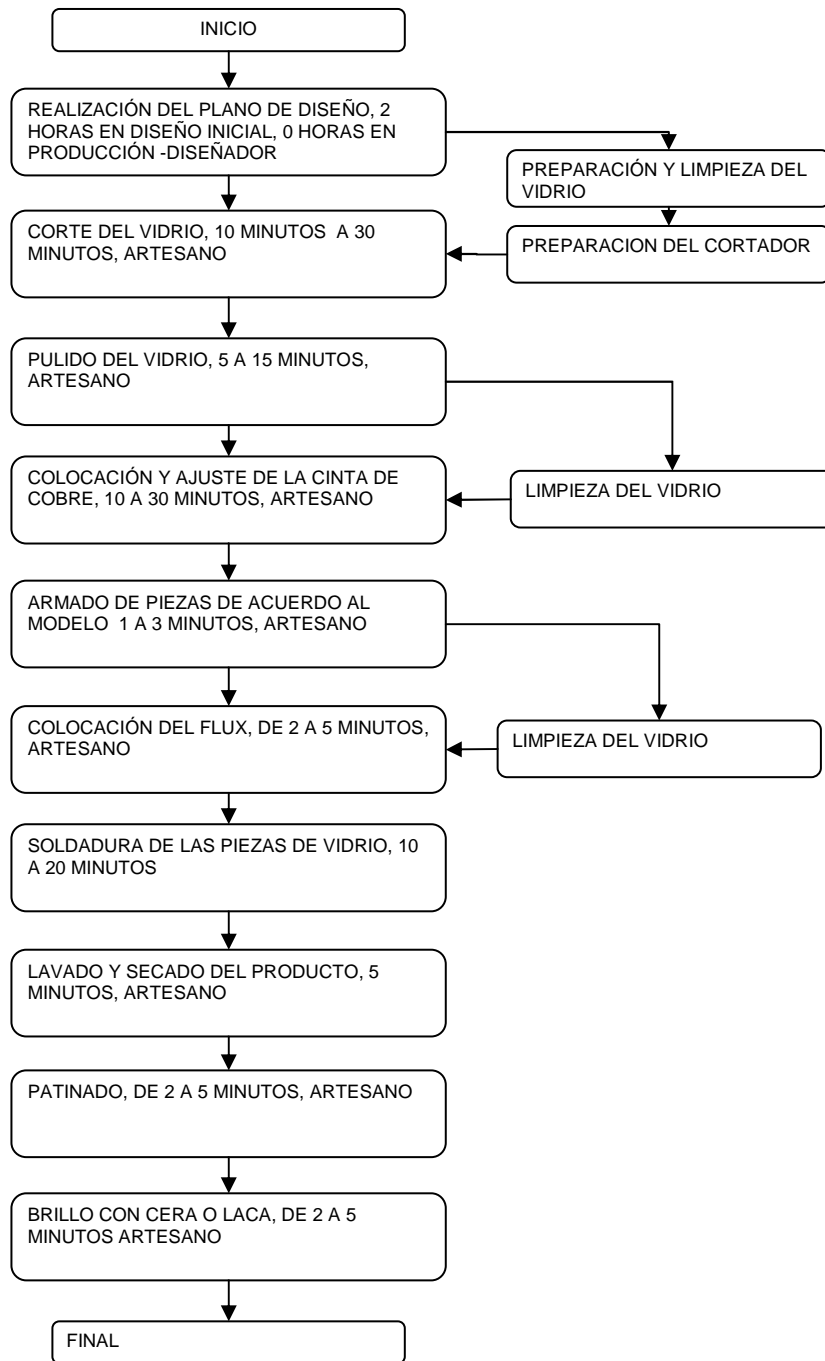 INICIO
REALIZACIÓN DEL PLANO DE DISEÑO, 2
HORAS EN DISEÑO INICIAL, 0 HORAS EN
PRODUCCIÓN -DISEÑADOR
PREPARACIÓN Y LIMPIEZA DEL
VIDRIO
CORTE DEL VIDRIO, 10 MINUTOS A 30
MINUTOS, ARTESANO
PREPARACION DEL CORTADOR
PULIDO DEL VIDRIO, 5 A 15 MINUTOS,
ARTESANO
COLOCACIÓN Y AJUSTE DE LA CINTA DE
COBRE, 10 A 30 MINUTOS, ARTESANO
LIMPIEZA DEL VIDRIO
ARMADO DE PIEZAS DE ACUERDO AL
MODELO 1 A 3 MINUTOS, ARTESANO
COLOCACIÓN DEL FLUX, DE 2 A 5 MINUTOS,
ARTESANO
LIMPIEZA DEL VIDRIO
SOLDADURA DE LAS PIEZAS DE VIDRIO, 10
A 20 MINUTOS
LAVADO Y SECADO DEL PRODUCTO, 5
MINUTOS, ARTESANO
PATINADO, DE 2 A 5 MINUTOS, ARTESANO
BRILLO CON CERA O LACA, DE 2 A 5
MINUTOS ARTESANO
FINAL